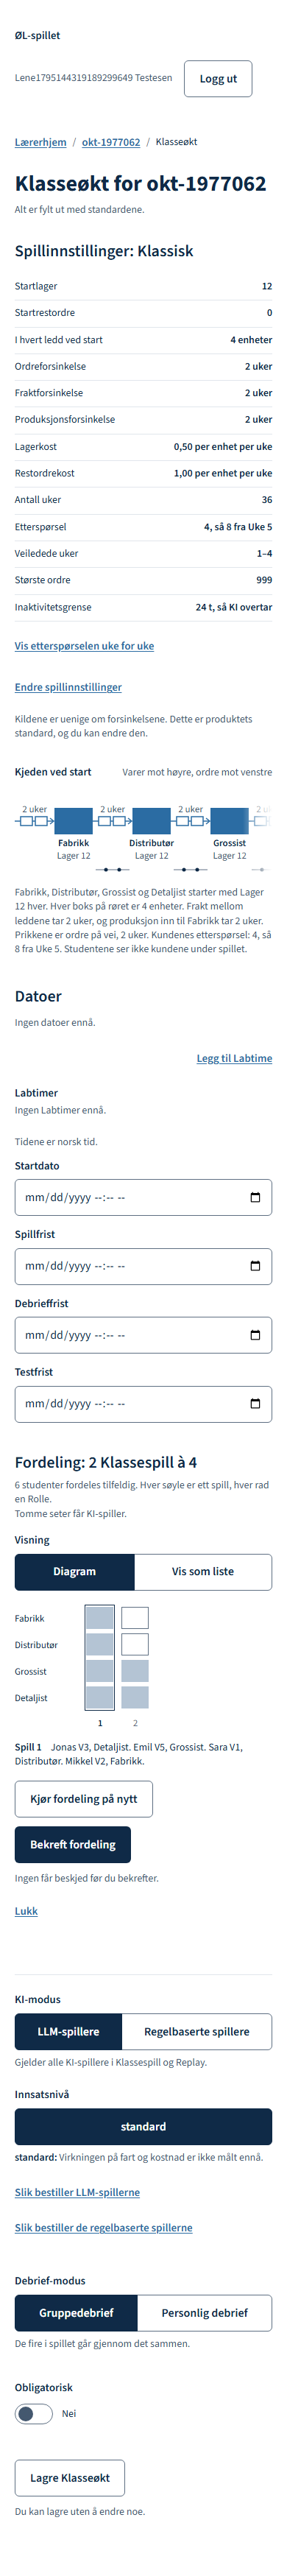 ØL-spillet
Lene1795144319189299649 Testesen
Logg ut
Lærerhjem / okt-1977062 / Klasseøkt
Klasseøkt for okt-1977062
Alt er fylt ut med standardene.
Spillinnstillinger: Klassisk
Startlager 12
Startrestordre 0
I hvert ledd ved start 4 enheter
Ordreforsinkelse 2 uker
Fraktforsinkelse 2 uker
Produksjonsforsinkelse 2 uker
Lagerkost 0,50 per enhet per uke
Restordrekost 1,00 per enhet per uke
Antall uker 36
Etterspørsel 4, så 8 fra Uke 5
Veiledede uker 1–4
Største ordre 999
Inaktivitetsgrense 24 t, så KI overtar
Vis etterspørselen uke for uke
Endre spillinnstillinger
Kildene er uenige om forsinkelsene. Dette er produktets
standard, og du kan endre den.
Kjeden ved start Varer mot høyre, ordre mot venstre
2 uker 2 uker 2 uker 2 u
Fabrikk Distributør Grossist
Lager 12 Lager 12 Lager 12
Fabrikk, Distributør, Grossist og Detaljist starter med Lager
12 hver. Hver boks på røret er 4 enheter. Frakt mellom
leddene tar 2 uker, og produksjon inn til Fabrikk tar 2 uker.
Prikkene er ordre på vei, 2 uker. Kundenes etterspørsel: 4, så
8 fra Uke 5. Studentene ser ikke kundene under spillet.
Datoer
Ingen datoer ennå.
Legg til Labtime
Labtimer
Ingen Labtimer ennå.
Tidene er norsk tid.
Startdato
mm/dd/yyyy --:-- --
Spillfrist
mm/dd/yyyy --:-- --
Debrieffrist
mm/dd/yyyy --:-- --
Testfrist
mm/dd/yyyy --:-- --
Fordeling: 2 Klassespill à 4
6 studenter fordeles tilfeldig. Hver søyle er ett spill, hver rad
en Rolle.
Tomme seter får KI-spiller.
Visning
Diagram Vis som liste
Fabrikk
Distributør
Grossist
Detaljist
1 2
Spill 1 Jonas V3, Detaljist. Emil V5, Grossist. Sara V1,
Distributør. Mikkel V2, Fabrikk.
Kjør fordeling på nytt
Bekreft fordeling
Ingen får beskjed før du bekrefter.
Lukk
KI-modus
LLM-spillere Regelbaserte spillere
Gjelder alle KI-spillere i Klassespill og Replay.
Innsatsnivå
standard
standard: Virkningen på fart og kostnad er ikke målt ennå.
Slik bestiller LLM-spillerne
Slik bestiller de regelbaserte spillerne
Debrief-modus
Gruppedebrief Personlig debrief
De fire i spillet går gjennom det sammen.
Obligatorisk
Nei
Lagre Klasseøkt
Du kan lagre uten å endre noe.